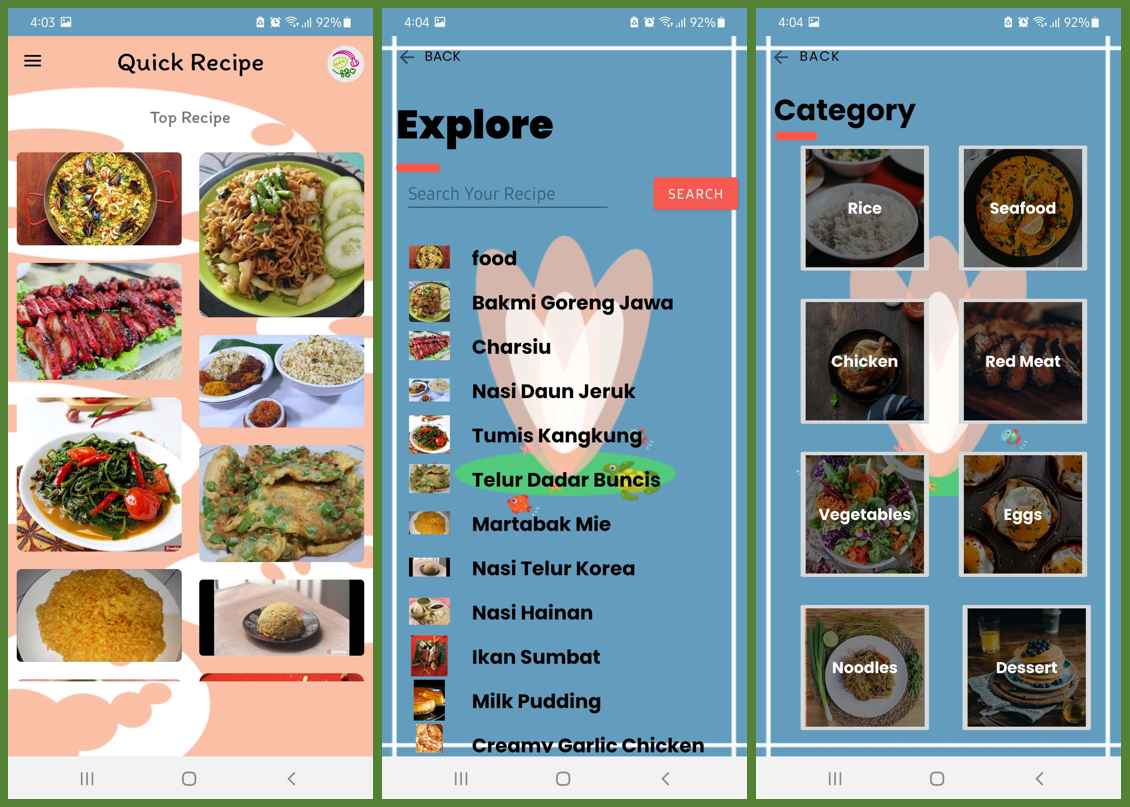 4:03
92%
Quick Recipe
Top Recipe
4:04
92%
BACK
Explore
Search Your Recipe
SEARCH
food
Bakmi Goreng Jawa
Charsiu
Nasi Daun Jeruk
Tumis Kangkung
Telur Dadar Buncis
Martabak Mie
Nasi Telur Korea
Nasi Hainan
Ikan Sumbat
Milk Pudding
Creamy Garlic Chicken
4:04
92%
BACK
Category
Rice
Seafood
Chicken
Red Meat
Vegetables
Eggs
Noodles
Dessert